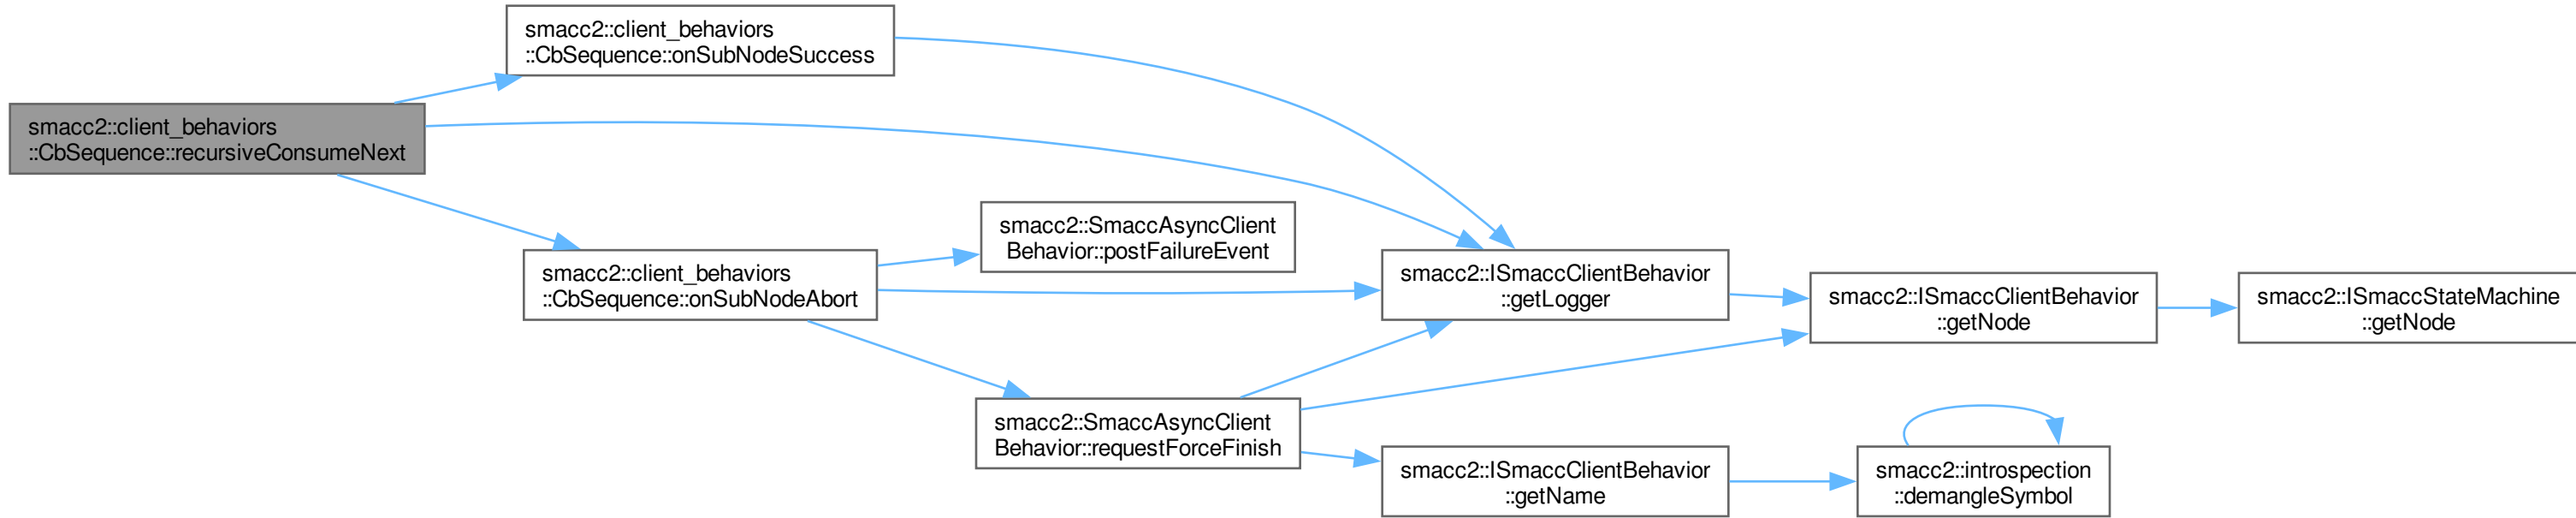 smacc2::client_behaviors
::CbSequence::recursiveConsumeNext
smacc2::client_behaviors
::CbSequence::onSubNodeSuccess
smacc2::client_behaviors
::CbSequence::onSubNodeAbort
smacc2::SmaccAsyncClient
Behavior::postFailureEvent
smacc2::SmaccAsyncClient
Behavior::requestForceFinish
smacc2::ISmaccClientBehavior
::getLogger
smacc2::ISmaccClientBehavior
::getName
smacc2::ISmaccClientBehavior
::getNode
smacc2::introspection
::demangleSymbol
smacc2::ISmaccStateMachine
::getNode